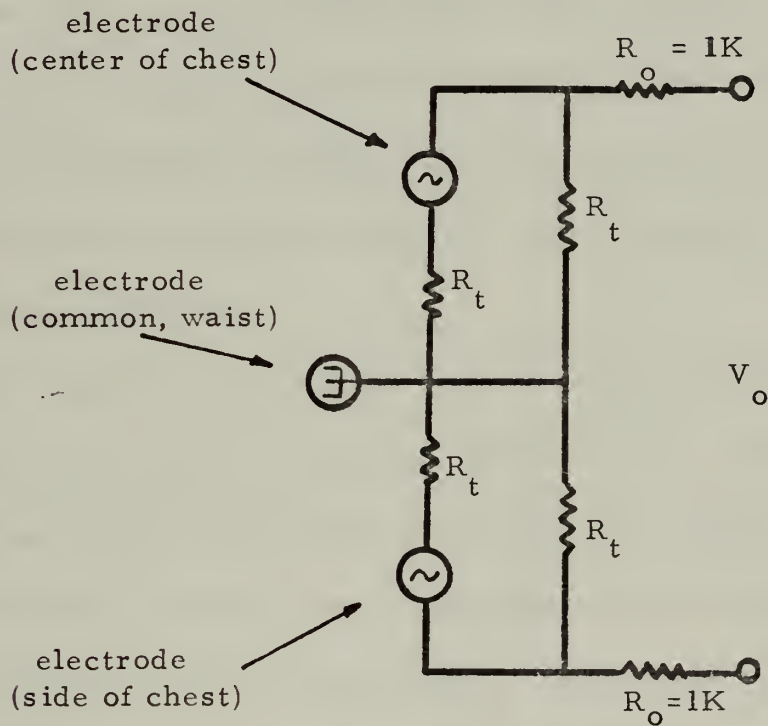 electrode
(center of chest)
R_o = 1K
R_t
R_t
electrode
(common, waist)
V_o
R_t
R_t
electrode
(side of chest)
R_o=1K